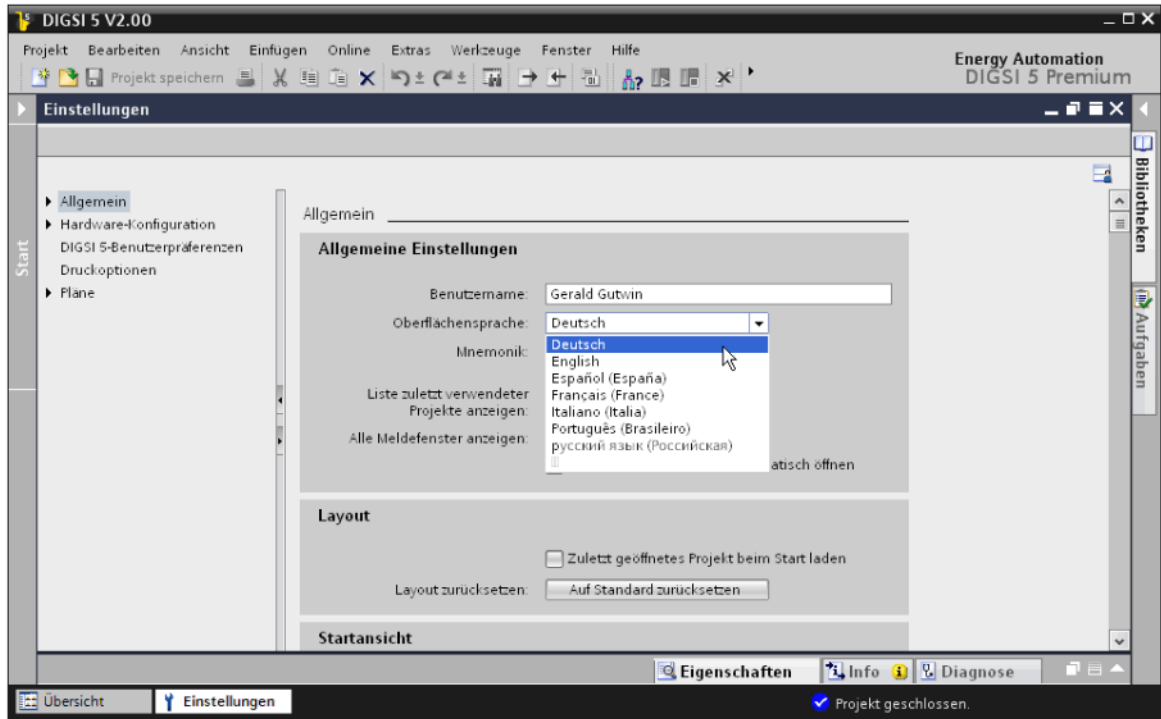 DIGSI 5 V2.00
Projekt Bearbeiten Ansicht Einfügen Online Extras Werkzeuge Fenster Hilfe
Energy Automation
DIGSI 5 Premium
Projekt speichern
Einstellungen
Start
Allgemein
Hardware-Konfiguration
DIGSI 5-Benutzerpräferenzen
Druckoptionen
Pläne
Allgemein
Allgemeine Einstellungen
Benutzername: Gerald Gutwin
Oberflächensprache: Deutsch
Mnemonik:
Deutsch
English
Español (España)
Français (France)
Italiano (Italia)
Português (Brasileiro)
русский язык (Российская)
Liste zuletzt verwendeter
Projekte anzeigen:
Alle Meldefenster anzeigen:
atisch öffnen
Layout
Zuletzt geöffnetes Projekt beim Start laden
Layout zurücksetzen: Auf Standard zurücksetzen
Startansicht
Bibliotheken
Aufgaben
Eigenschaften Info Diagnose
Übersicht Einstellungen Projekt geschlossen.